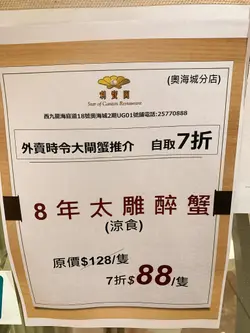 (奧海城分店)
星寶閣
Star of Canton Restaurant
西九龍海庭道18號奧海城2期UG01號舖電話:25770888
外賣時令大閘蟹推介 自取7折
8年太雕醉蟹
(涼食)
原價$128/隻
7折$88/隻